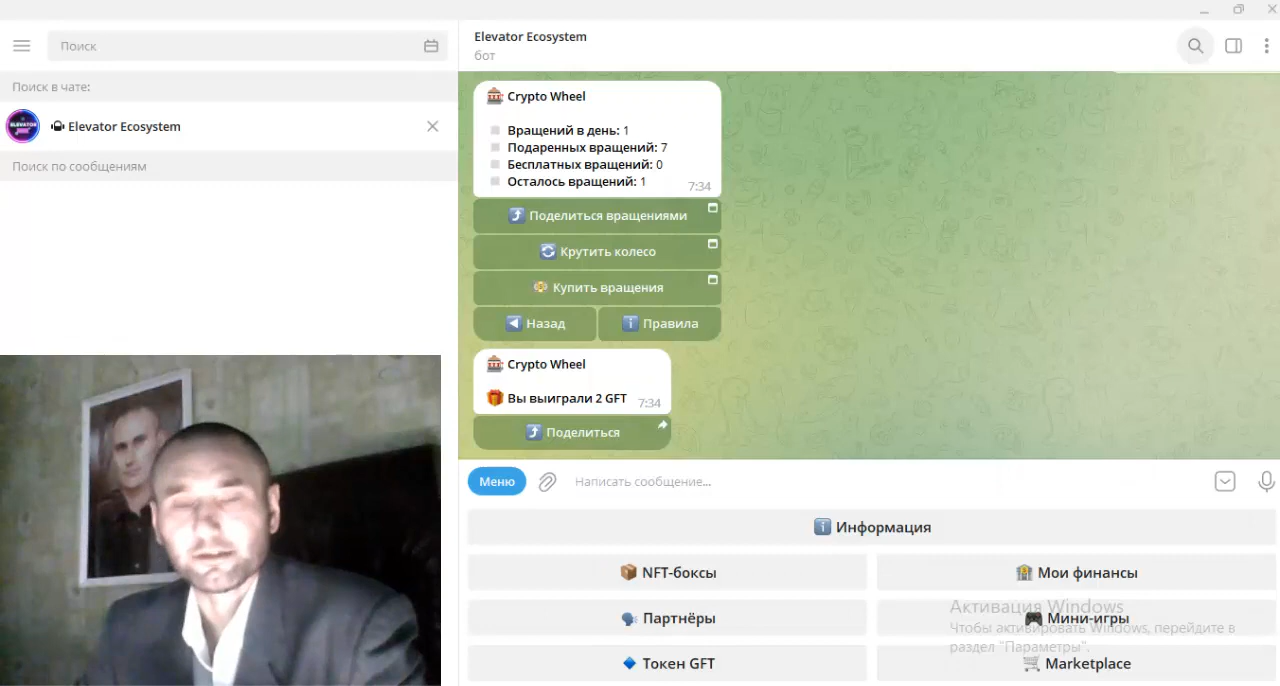 Поиск
Поиск в чате:
Elevator Ecosystem
Поиск по сообщениям
Elevator Ecosystem
бот
Crypto Wheel
Вращений в день: 1
Подаренных вращений: 7
Бесплатных вращений: 0
Осталось вращений: 1
7:34
Поделиться вращениями
Крутить колесо
Купить вращения
Назад
Правила
Crypto Wheel
Вы выиграли 2 GFT
7:34
Поделиться
Меню
Написать сообщение...
Информация
NFT-боксы
Мои финансы
Партнёры
Мини-игры
Токен GFT
Marketplace
Активация Windows
Чтобы активировать Windows, перейдите в
раздел "Параметры".